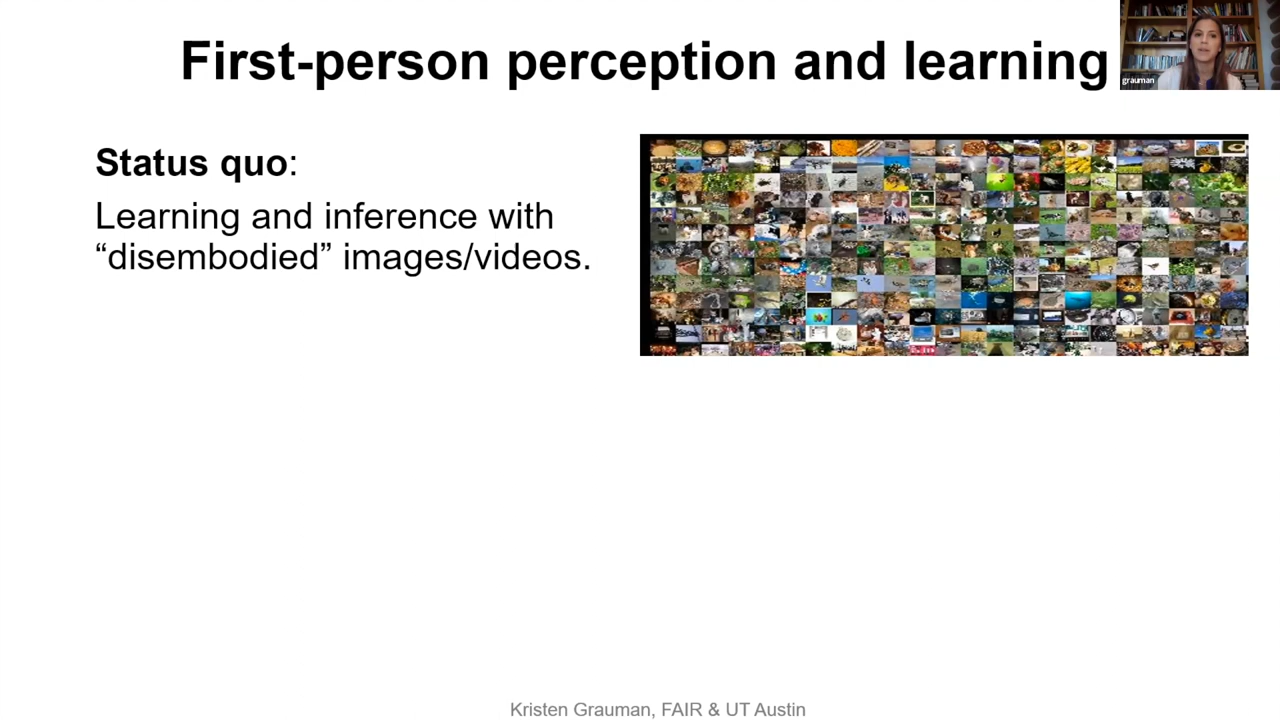 First-person perception and learning
grauman
Status quo:
Learning and inference with
“disembodied” images/videos.
Kristen Grauman, FAIR & UT Austin